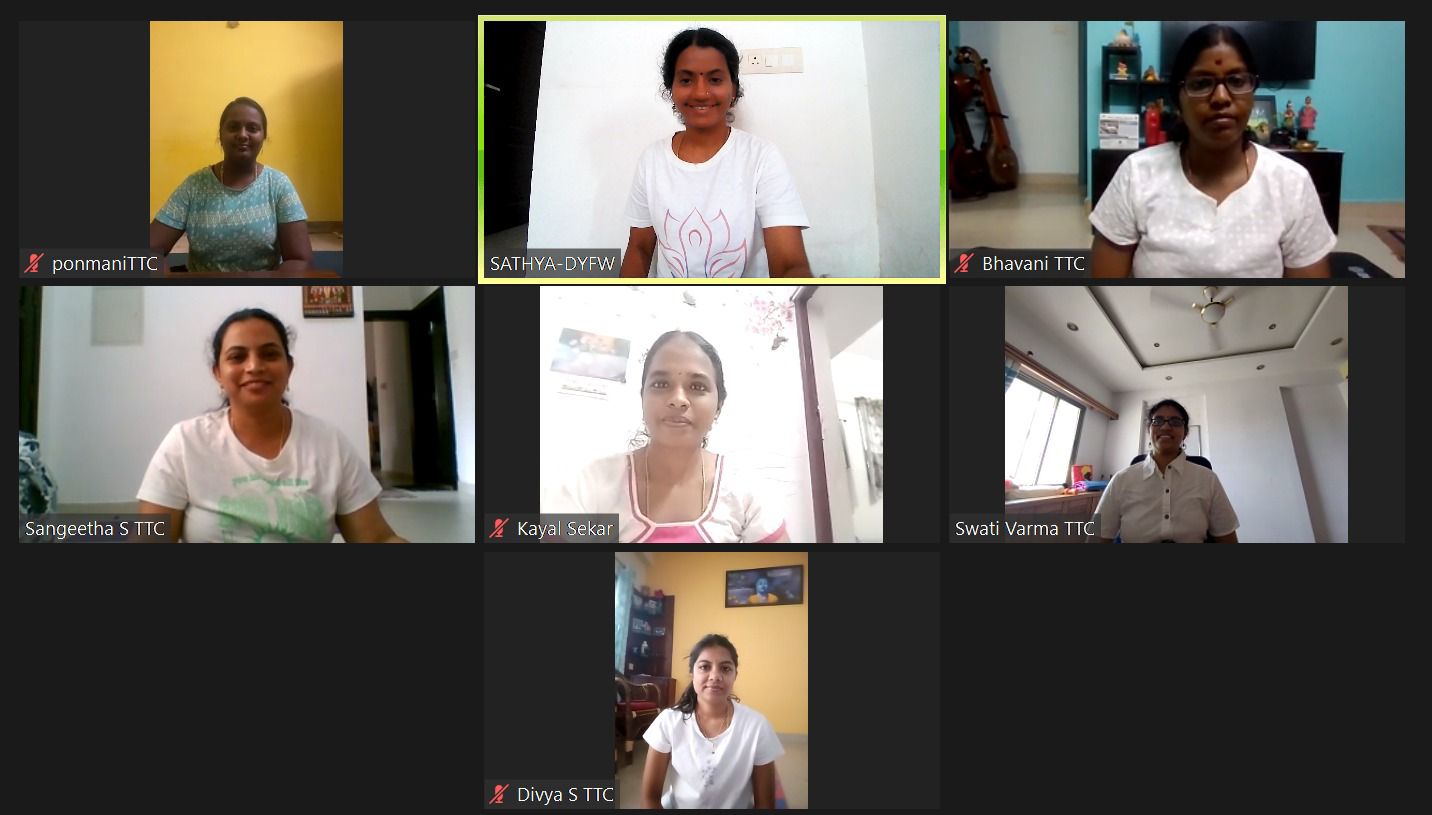 ponmaniTTC
SATHYA-DYFW
Bhavani TTC
Sangeetha S TTC
Kayal Sekar
Swati Varma TTC
Divya S TTC